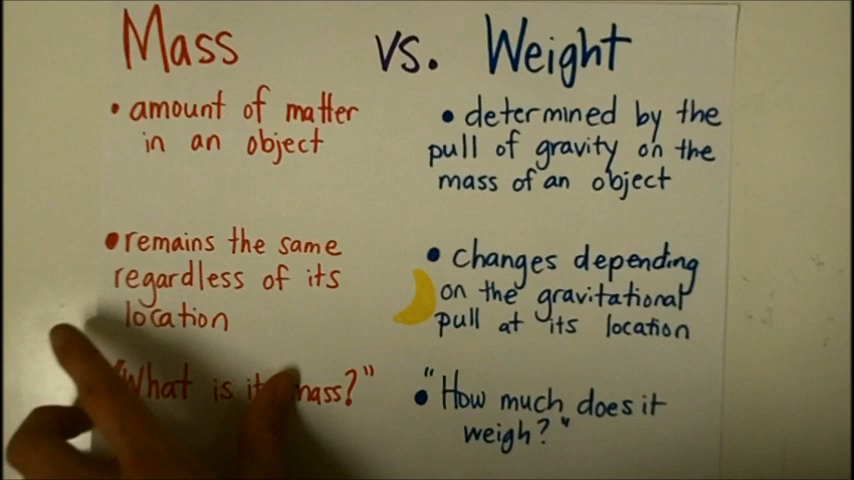 Mass vs. Weight
• amount of matter
in an object
• remains the same
regardless of its
location
"What is its mass?"
• determined by the
pull of gravity on the
mass of an object
• changes depending
on the gravitational
pull at its location
• "How much does it
weigh?"